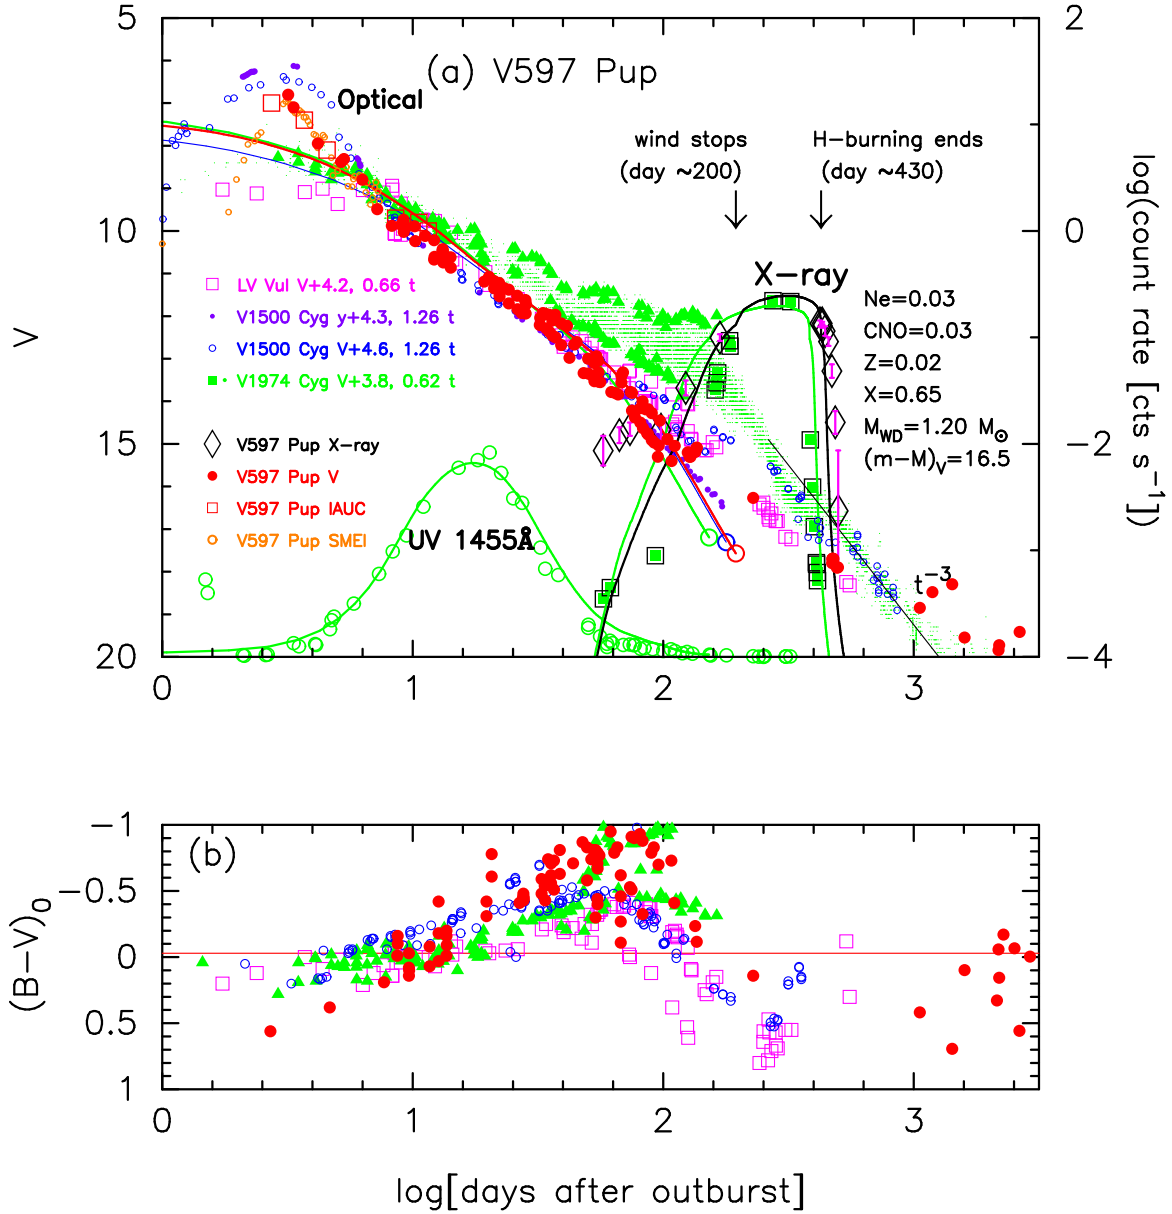 (a) V597 Pup
Optical
wind stops
(day ~200)
H-burning ends
(day ~430)
X-ray
LV Vul V+4.2, 0.66 t
V1500 Cyg y+4.3, 1.26 t
V1500 Cyg V+4.6, 1.26 t
V1974 Cyg V+3.8, 0.62 t
V597 Pup X-ray
V597 Pup V
V597 Pup IAUC
V597 Pup SMEI
Ne=0.03
CNO=0.03
Z=0.02
X=0.65
M_WD=1.20 M_⊙
(m-M)_V=16.5
UV 1455Å
t^-3
V
5
10
15
20
log(count rate [cts s^-1])
2
0
-2
-4
0
1
2
3
(b)
(B-V)_0
-1
-0.5
0
0.5
1
0
1
2
3
log[days after outburst]